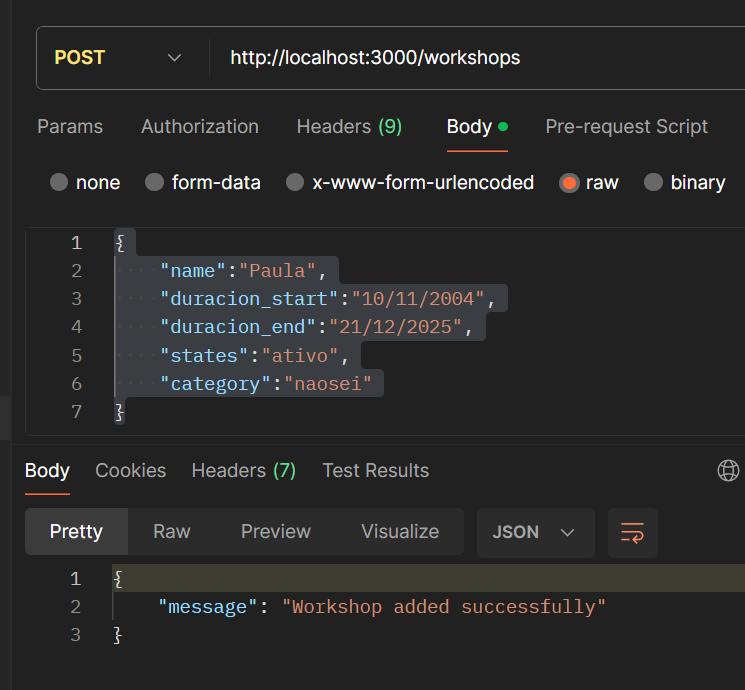 POST http://localhost:3000/workshops
Params Authorization Headers (9) Body Pre-request Script
none form-data x-www-form-urlencoded raw binary
1 {
2 "name":"Paula",
3 "duracion_start":"10/11/2004",
4 "duracion_end":"21/12/2025",
5 "states":"ativo",
6 "category":"naosei"
7 }
Body Cookies Headers (7) Test Results
Pretty Raw Preview Visualize JSON
1 {
2 "message": "Workshop added successfully"
3 }